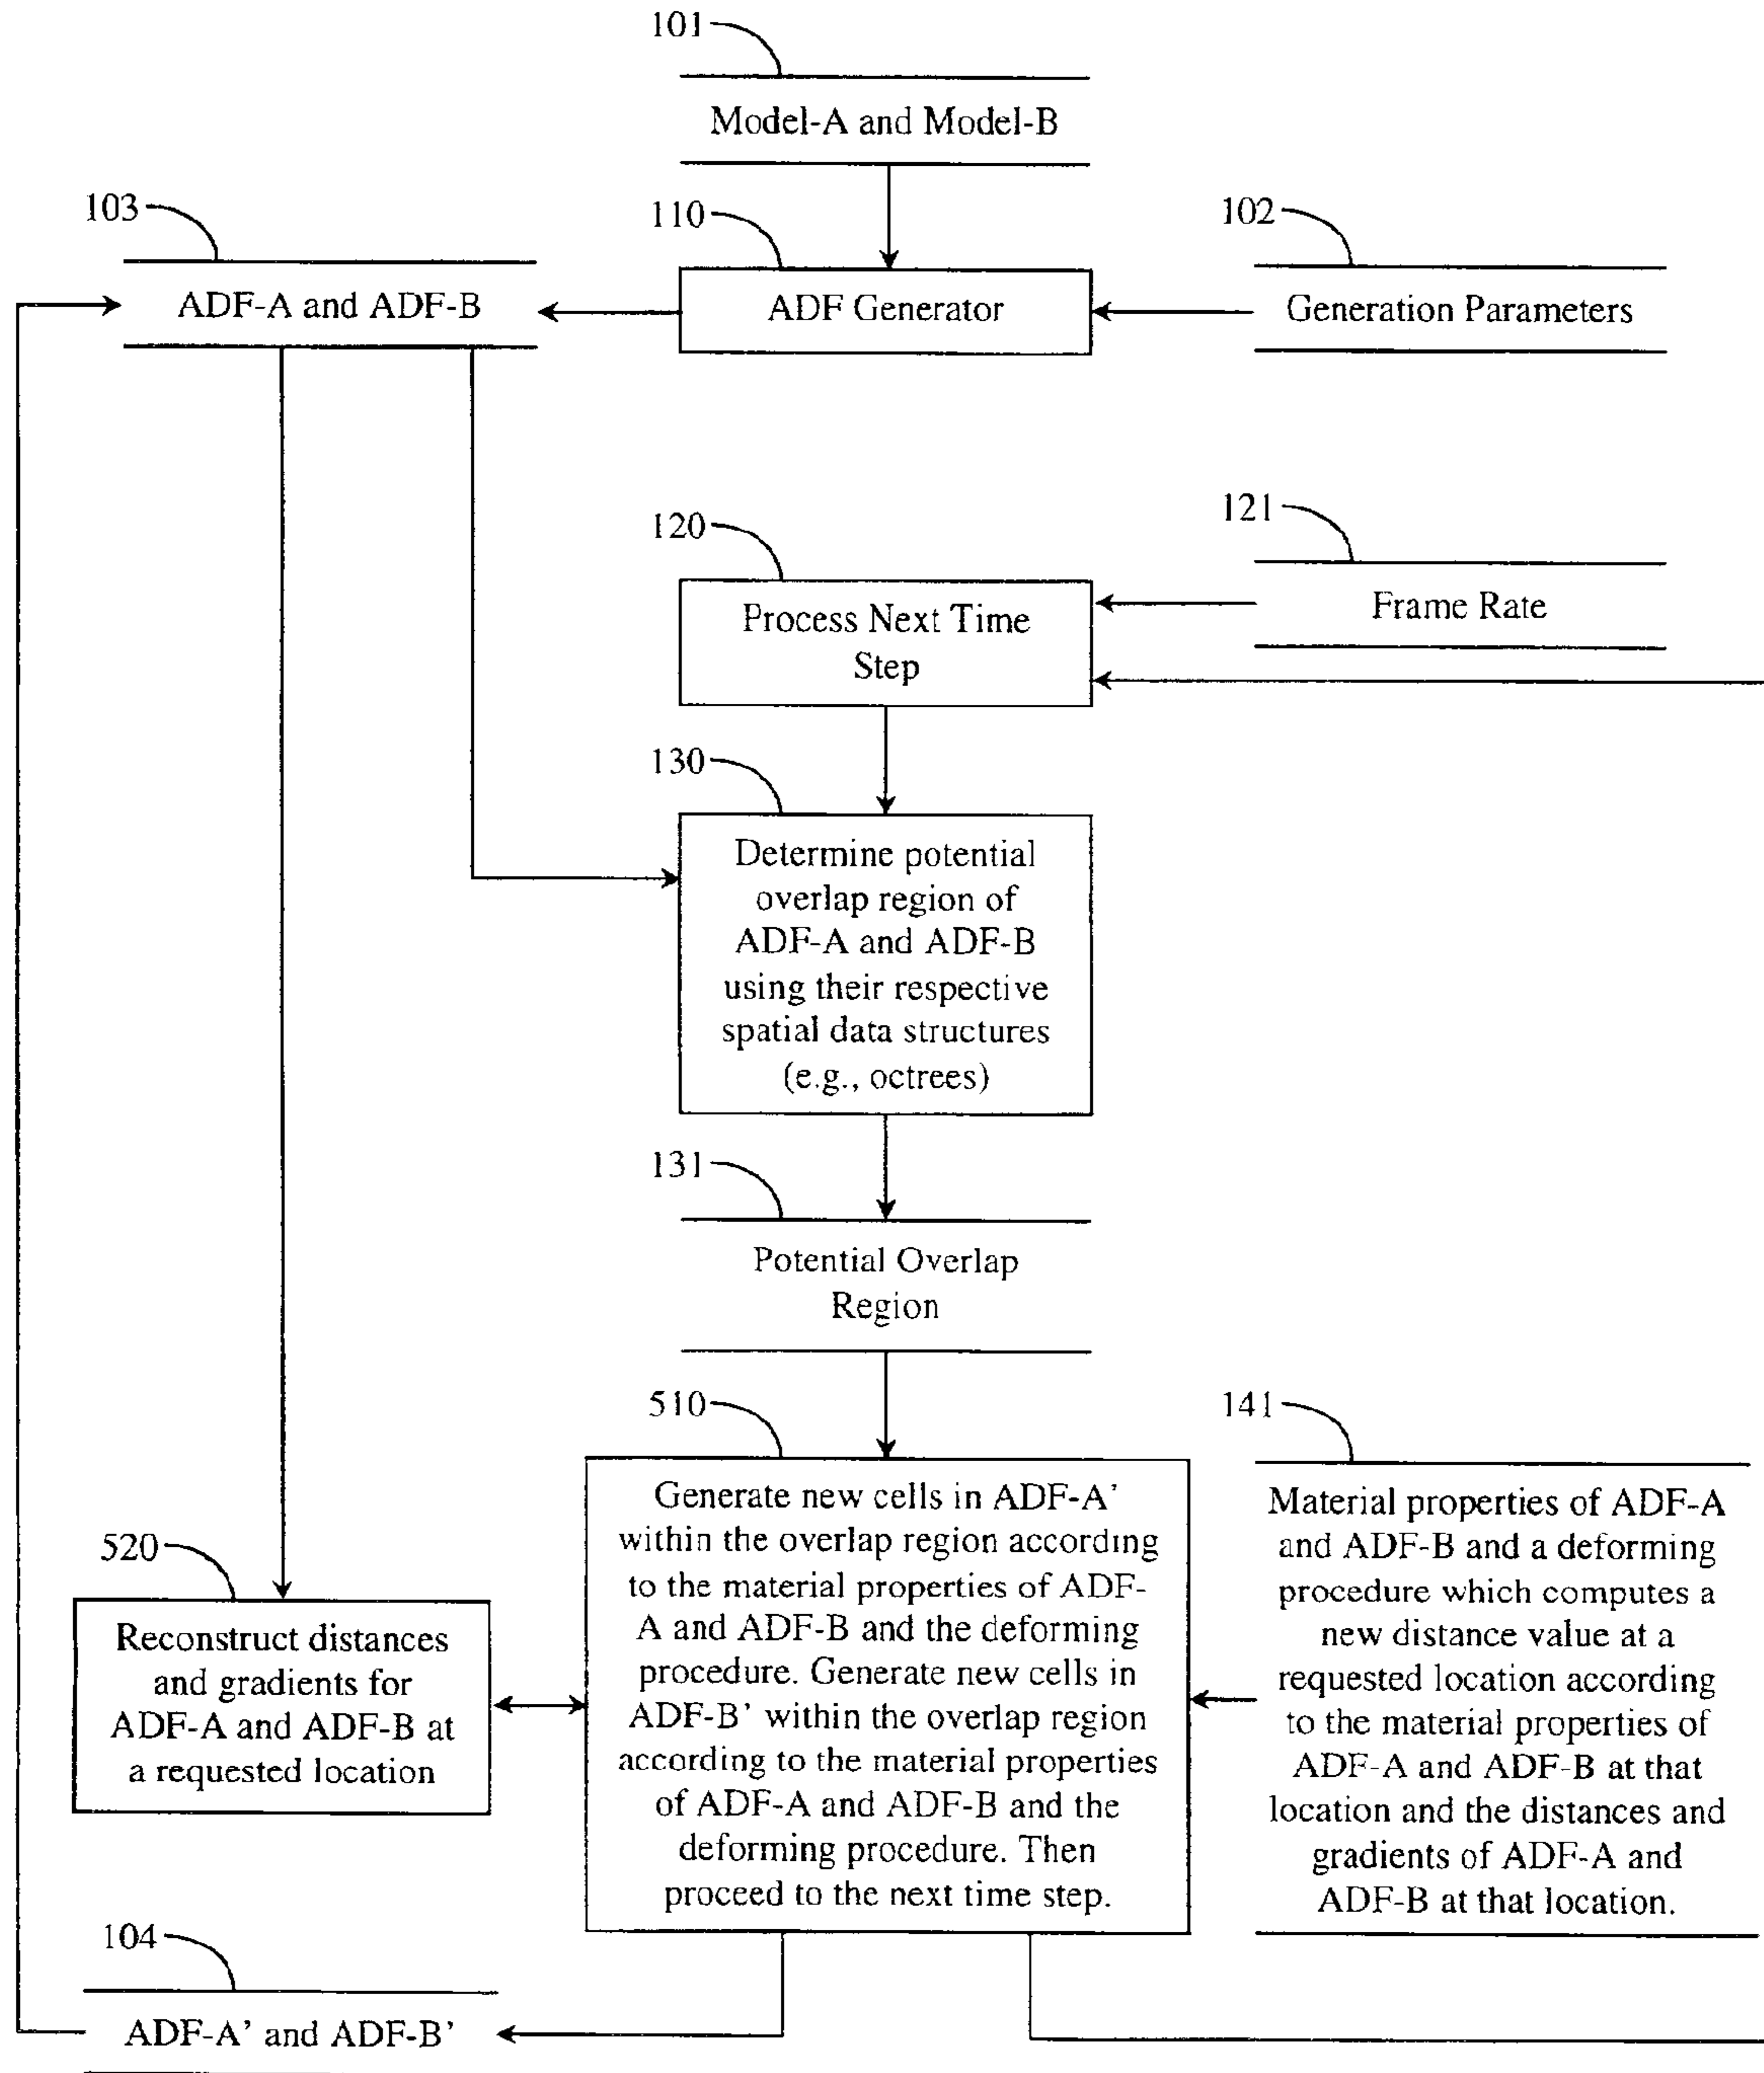 101
Model-A and Model-B
103
110
102
ADF-A and ADF-B
ADF Generator
Generation Parameters
120
121
Process Next Time
Step
Frame Rate
130
Determine potential
overlap region of
ADF-A and ADF-B
using their respective
spatial data structures
(e.g., octrees)
131
Potential Overlap
Region
510
Generate new cells in ADF-A'
within the overlap region according
to the material properties of ADF-
A and ADF-B and the deforming
procedure. Generate new cells in
ADF-B' within the overlap region
according to the material properties
of ADF-A and ADF-B and the
deforming procedure. Then
proceed to the next time step.
141
Material properties of ADF-A
and ADF-B and a deforming
procedure which computes a
new distance value at a
requested location according
to the material properties of
ADF-A and ADF-B at that
location and the distances and
gradients of ADF-A and
ADF-B at that location.
520
Reconstruct distances
and gradients for
ADF-A and ADF-B at
a requested location
104
ADF-A' and ADF-B'